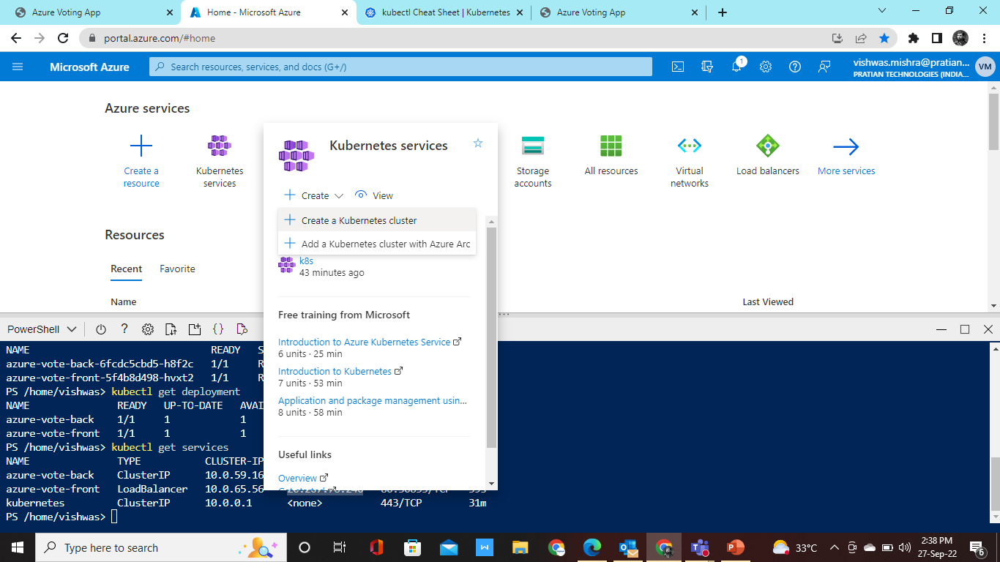 Azure Voting App
Home - Microsoft Azure
kubectl Cheat Sheet | Kubernetes
Azure Voting App
portal.azure.com/#home
Microsoft Azure
Search resources, services, and docs (G+/)
1
vishwas.mishra@pratian...
PRATIAN TECHNOLOGIES (INDIA...
VM
Azure services
Create a resource
Kubernetes services
Storage accounts
All resources
Virtual networks
Load balancers
More services
Kubernetes services
Create
View
Create a Kubernetes cluster
Add a Kubernetes cluster with Azure Arc
k8s
43 minutes ago
Free training from Microsoft
Introduction to Azure Kubernetes Service
6 units · 25 min
Introduction to Kubernetes
7 units · 53 min
Application and package management usin...
8 units · 58 min
Useful links
Overview
Resources
Recent Favorite
Name
Last Viewed
PowerShell
NAME READY S
azure-vote-back-6fcdc5cbd5-h8f2c 1/1 R
azure-vote-front-5f4b8d498-hvxt2 1/1 R
PS /home/vishwas> kubectl get deployment
NAME READY UP-TO-DATE AVAI
azure-vote-back 1/1 1 1
azure-vote-front 1/1 1 1
PS /home/vishwas> kubectl get services
NAME TYPE CLUSTER-IP
azure-vote-back ClusterIP 10.0.59.16
azure-vote-front LoadBalancer 10.0.65.56
kubernetes ClusterIP 10.0.0.1 <none> 443/TCP 31m
PS /home/vishwas>
Type here to search
33°C
2:38 PM
27-Sep-22
6